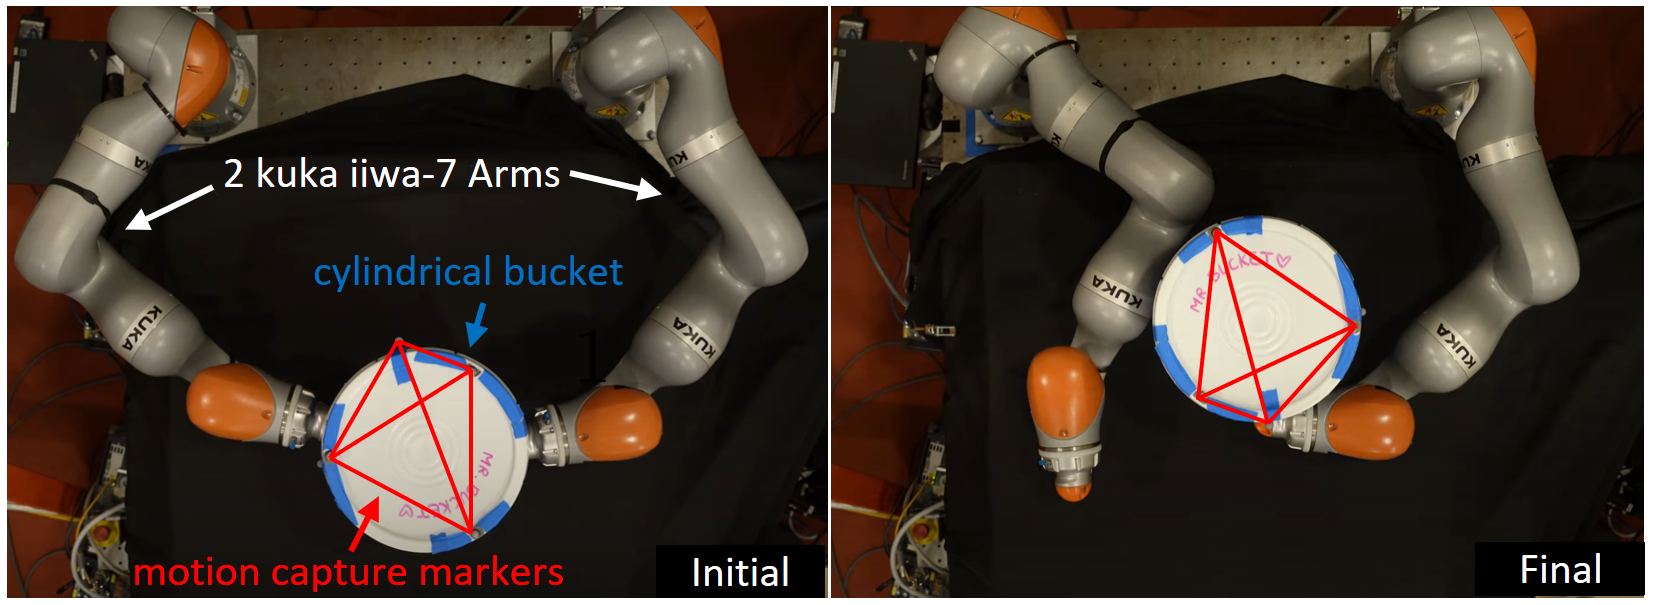 2 kuka iiwa-7 Arms
cylindrical bucket
motion capture markers
Initial
Final
KUKA
KUKA
MR. BUCKET♡
1
MR BUCKET♡
KUKA
KUKA